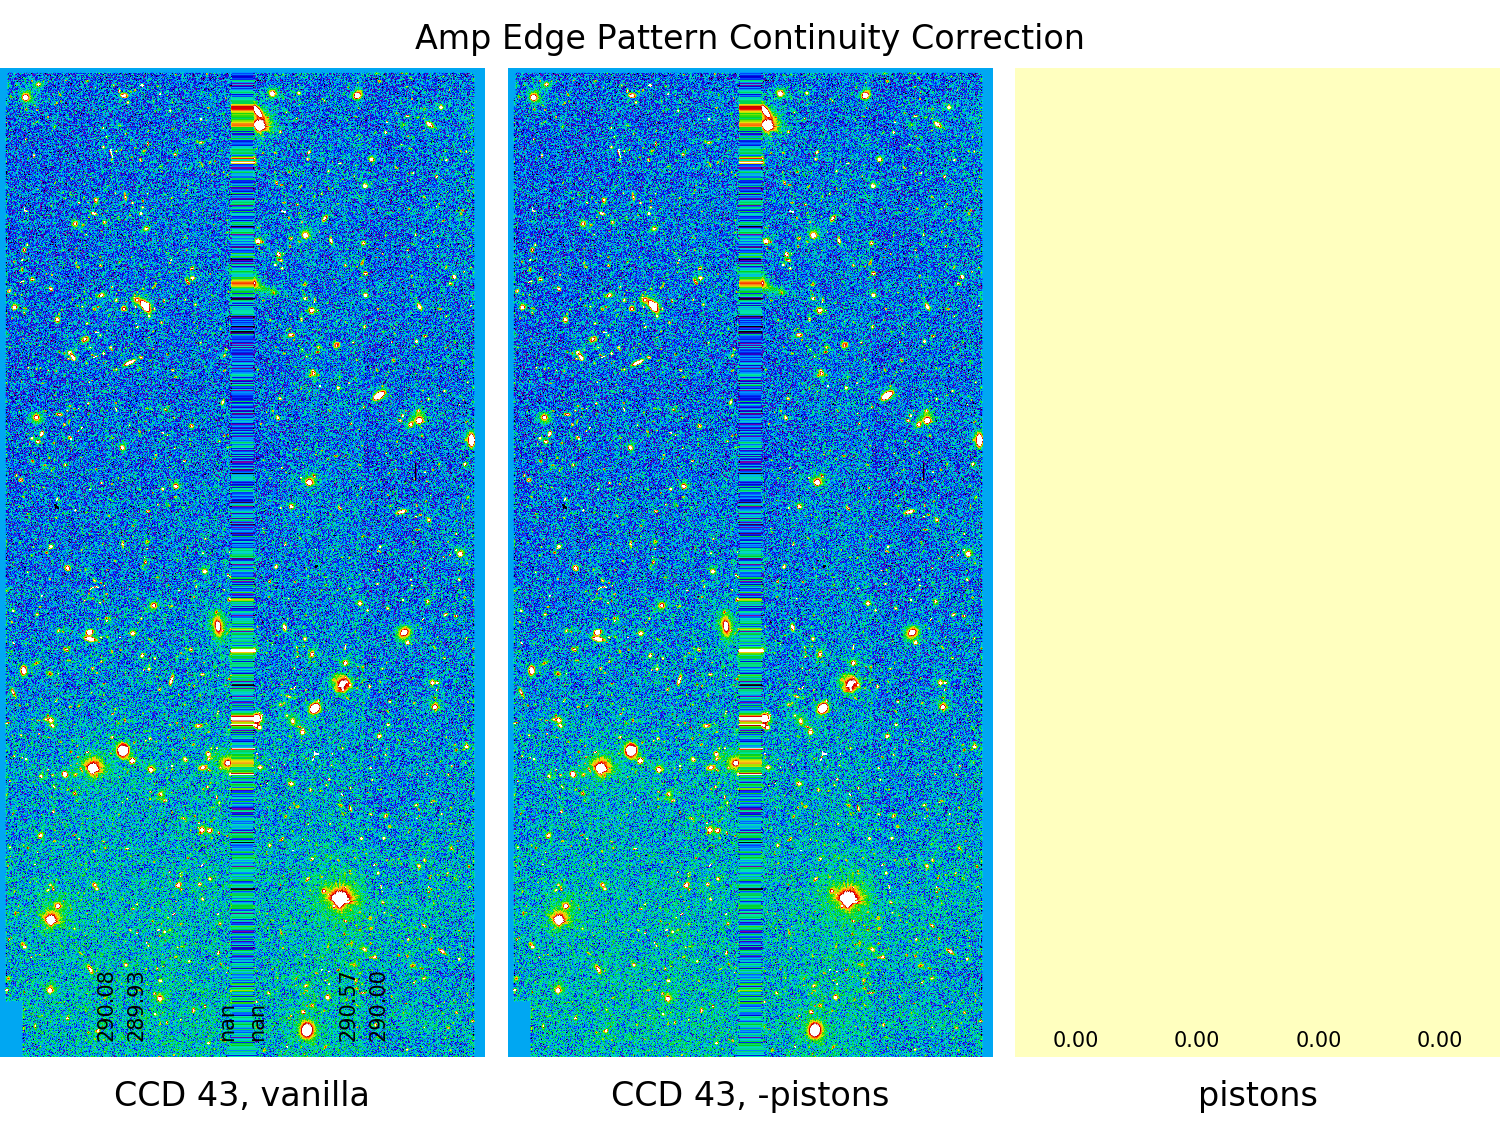 Amp Edge Pattern Continuity Correction
290.08
289.93
nan
nan
290.57
290.00
0.00 0.00 0.00 0.00
CCD 43, vanilla
CCD 43, -pistons
pistons